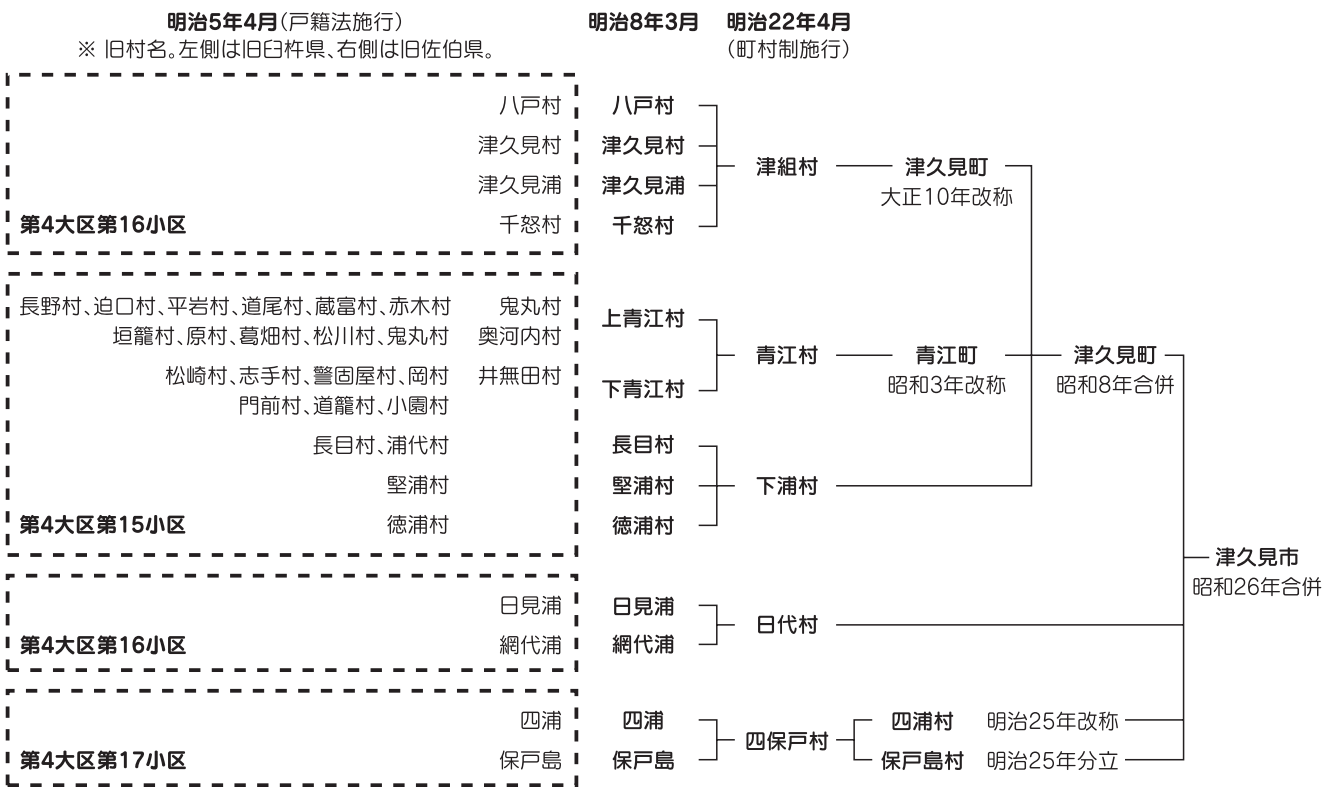 明治5年4月(戸籍法施行)
※ 旧村名。左側は旧臼杵県、右側は旧佐伯県。
明治8年3月
明治22年4月
(町村制施行)
八戸村
津久見村
津久見浦
第4大区第16小区 千怒村
八戸村
津久見村
津久見浦
千怒村
津組村
津久見町
大正10年改称
長野村、迫口村、平岩村、道尾村、蔵富村、赤木村 鬼丸村
垣籠村、原村、葛畑村、松川村、鬼丸村 奥河内村
松崎村、志手村、警固屋村、岡村 井無田村
門前村、道籠村、小園村
長目村、浦代村
堅浦村
第4大区第15小区 徳浦村
上青江村
下青江村
青江村
青江町
昭和3年改称
津久見町
昭和8年合併
長目村
堅浦村
徳浦村
下浦村
津久見市
昭和26年合併
日見浦
第4大区第16小区 網代浦
日見浦
網代浦
日代村
四浦
第4大区第17小区 保戸島
四浦
保戸島
四保戸村
四浦村 明治25年改称
保戸島村 明治25年分立